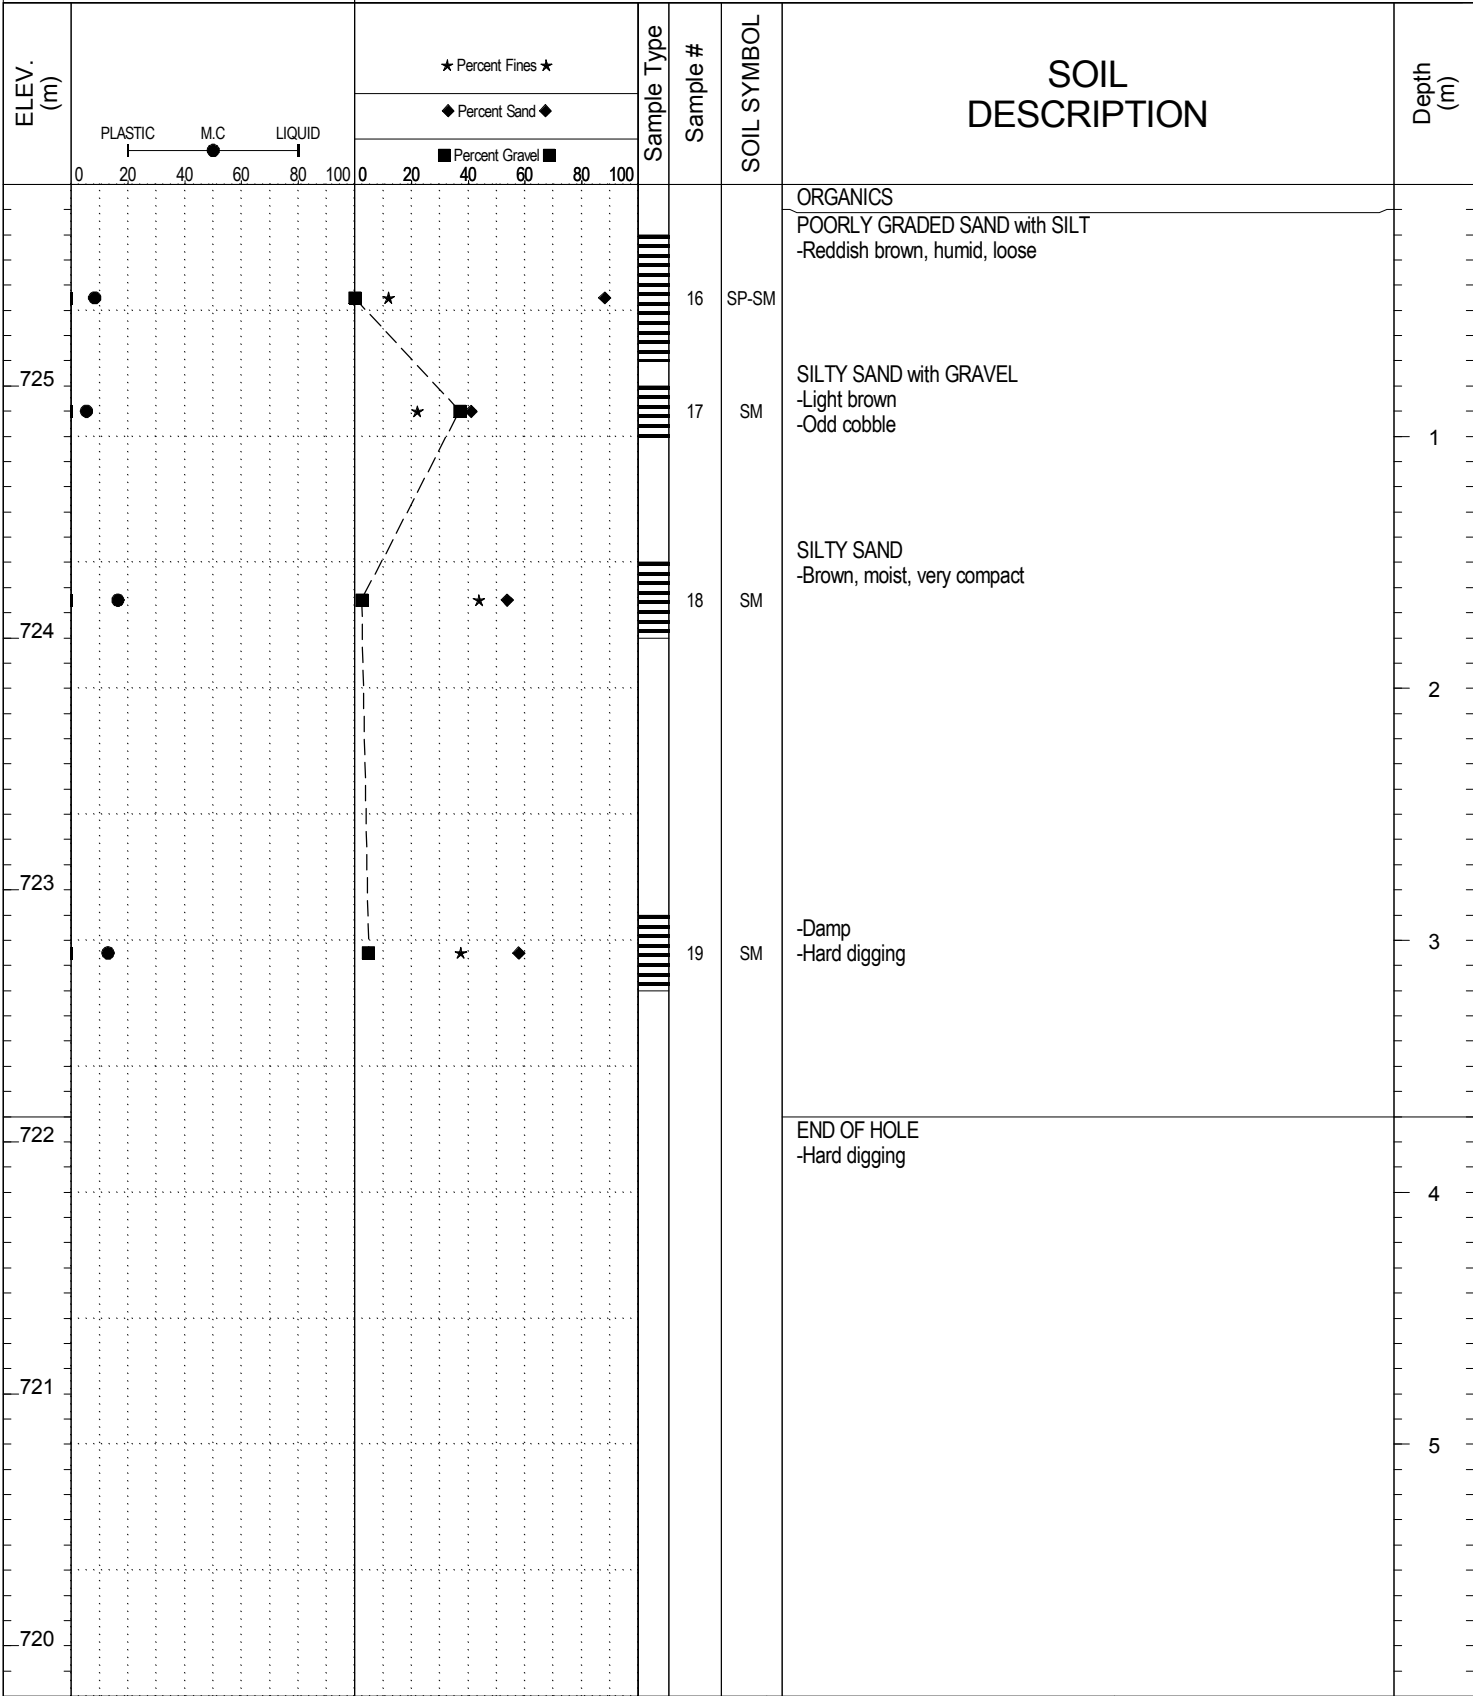 ELEV.
(m)
PLASTIC M.C LIQUID
0 20 40 60 80 100
★ Percent Fines ★
◆ Percent Sand ◆
■ Percent Gravel ■
0 20 40 60 80 100
Sample Type
Sample #
SOIL SYMBOL
SOIL
DESCRIPTION
Depth
(m)
ORGANICS
POORLY GRADED SAND with SILT
-Reddish brown, humid, loose
16 SP-SM
725
SILTY SAND with GRAVEL
-Light brown
17 SM
-Odd cobble
1
SILTY SAND
-Brown, moist, very compact
18 SM
724
2
723
-Damp
3
19 SM
-Hard digging
722
END OF HOLE
-Hard digging
4
721
5
720